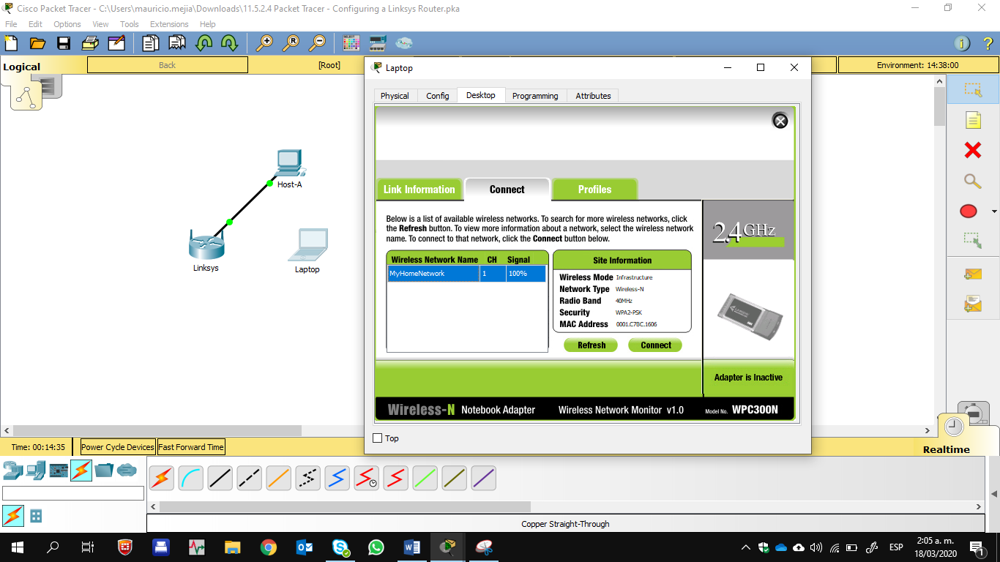 Cisco Packet Tracer - C:\Users\mauricio.mejia\Downloads\11.5.2.4 Packet Tracer - Configuring a Linksys Router.pka
File Edit Options View Tools Extensions Help
SELECT
R
i ?
Logical
Back
[Root]
Environment: 14:38:00
Host-A
Linksys
Laptop
Laptop
Physical Config Desktop Programming Attributes
Link Information Connect Profiles
Below is a list of available wireless networks. To search for more wireless networks, click
the Refresh button. To view more information about a network, select the wireless network
name. To connect to that network, click the Connect button below.
Wireless Network Name CH Signal
MyHomeNetwork 1 100%
Site Information
Wireless Mode Infrastructure
Network Type Wireless-N
Radio Band 40MHz
Security WPA2-PSK
MAC Address 0001.C7BC.1606
Refresh Connect
2.4GHz
Adapter is Inactive
Wireless-N Notebook Adapter Wireless Network Monitor v1.0 Model No. WPC300N
Top
Time: 00:14:35 Power Cycle Devices Fast Forward Time
Realtime
Copper Straight-Through
ESP
2:05 a. m.
18/03/2020
1